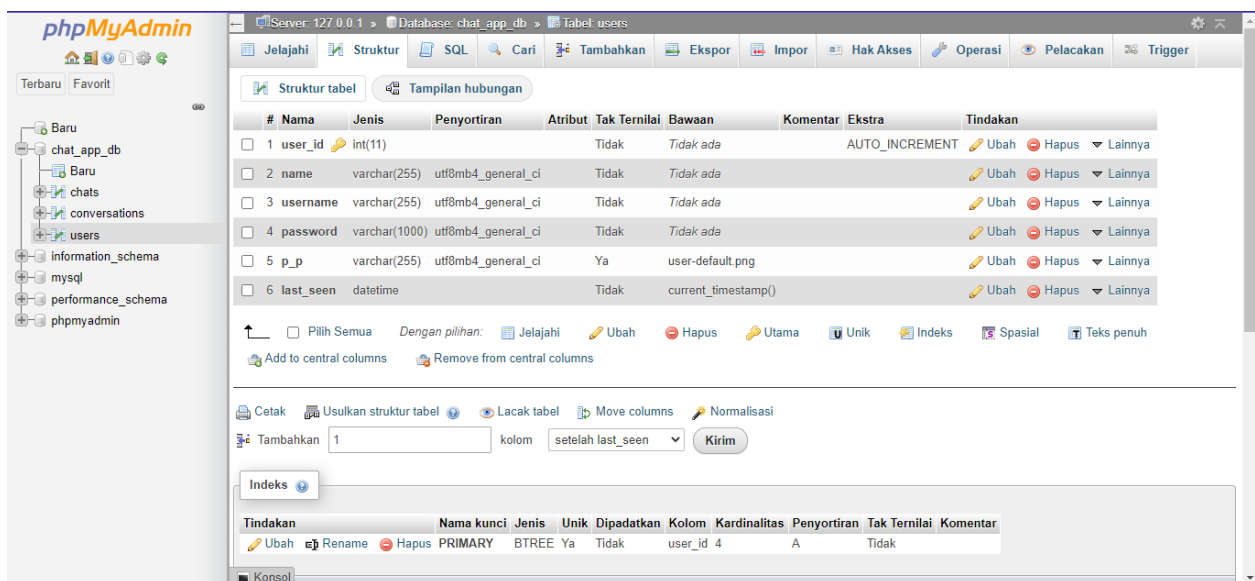 phpMyAdmin
Terbaru Favorit
Baru
chat_app_db
Baru
chats
conversations
users
information_schema
mysql
performance_schema
phpmyadmin
Server: 127.0.0.1 » Database: chat_app_db » Tabel: users
Jelajahi Struktur SQL Cari Tambahkan Ekspor Impor Hak Akses Operasi Pelacakan Trigger
Struktur tabel Tampilan hubungan
# Nama Jenis Penyortiran Atribut Tak Ternilai Bawaan Komentar Ekstra Tindakan
1 user_id int(11) Tidak Tidak ada AUTO_INCREMENT Ubah Hapus Lainnya
2 name varchar(255) utf8mb4_general_ci Tidak Tidak ada Ubah Hapus Lainnya
3 username varchar(255) utf8mb4_general_ci Tidak Tidak ada Ubah Hapus Lainnya
4 password varchar(1000) utf8mb4_general_ci Tidak Tidak ada Ubah Hapus Lainnya
5 p_p varchar(255) utf8mb4_general_ci Ya user-default.png Ubah Hapus Lainnya
6 last_seen datetime Tidak current_timestamp() Ubah Hapus Lainnya
Pilih Semua Dengan pilihan: Jelajahi Ubah Hapus Utama Unik Indeks Spasial Teks penuh
Add to central columns Remove from central columns
Cetak Usulkan struktur tabel Lacak tabel Move columns Normalisasi
Tambahkan 1 kolom setelah last_seen Kirim
Indeks
Tindakan Nama kunci Jenis Unik Dipadatkan Kolom Kardinalitas Penyortiran Tak Ternilai Komentar
Ubah Rename Hapus PRIMARY BTREE Ya Tidak user_id 4 A Tidak
Konsol